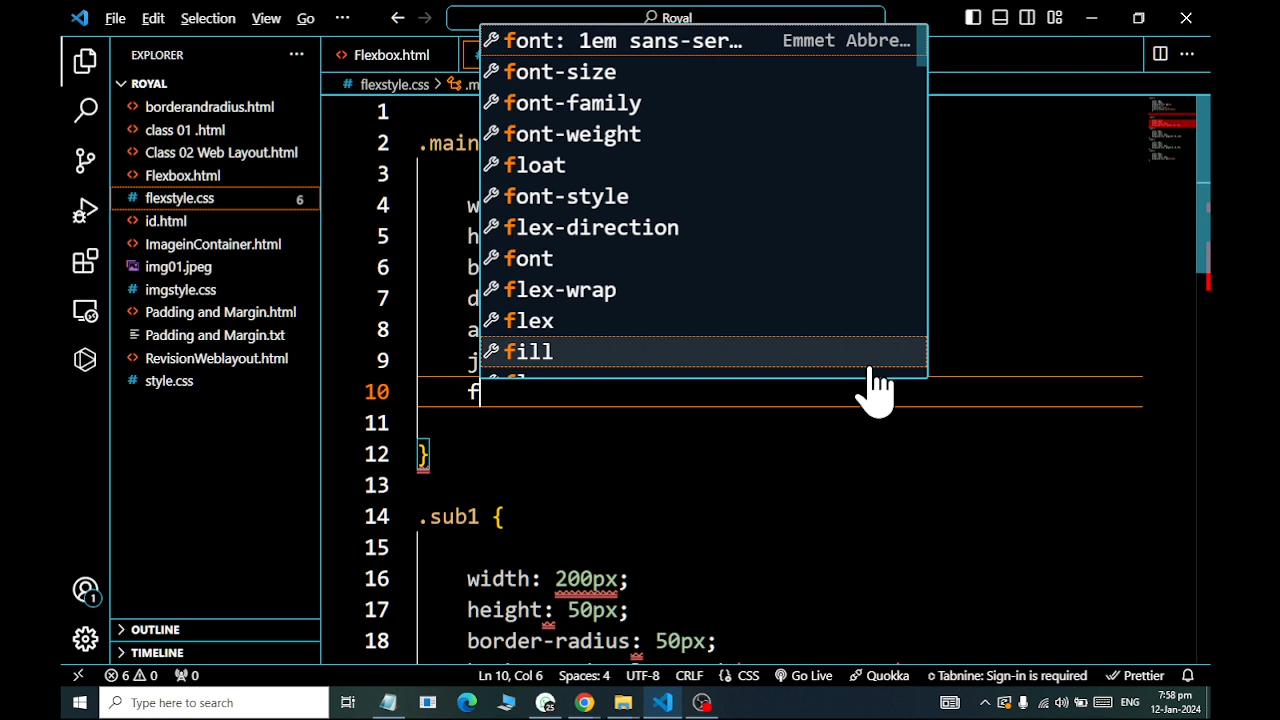 File Edit Selection View Go ··· Royal
EXPLORER ···
ROYAL
borderandradius.html
class 01 .html
Class 02 Web Layout.html
Flexbox.html
flexstyle.css 6
id.html
ImageinContainer.html
img01.jpeg
imgstyle.css
Padding and Margin.html
Padding and Margin.txt
RevisionWeblayout.html
style.css
OUTLINE
TIMELINE
1
Flexbox.html
flexstyle.css > .m
font: 1em sans-ser… Emmet Abbre…
font-size
font-family
font-weight
float
font-style
flex-direction
font
flex-wrap
flex
fill
1
2 .main
3
4 w
5 h
6 b
7 d
8 a
9 j
10 f
11
12 }
13
14 .sub1 {
15
16 width: 200px;
17 height: 50px;
18 border-radius: 50px;
6 0 0 Ln 10, Col 6 Spaces: 4 UTF-8 CRLF CSS Go Live Quokka Tabnine: Sign-in is required Prettier
Type here to search ENG 7:58 pm
12-Jan-2024